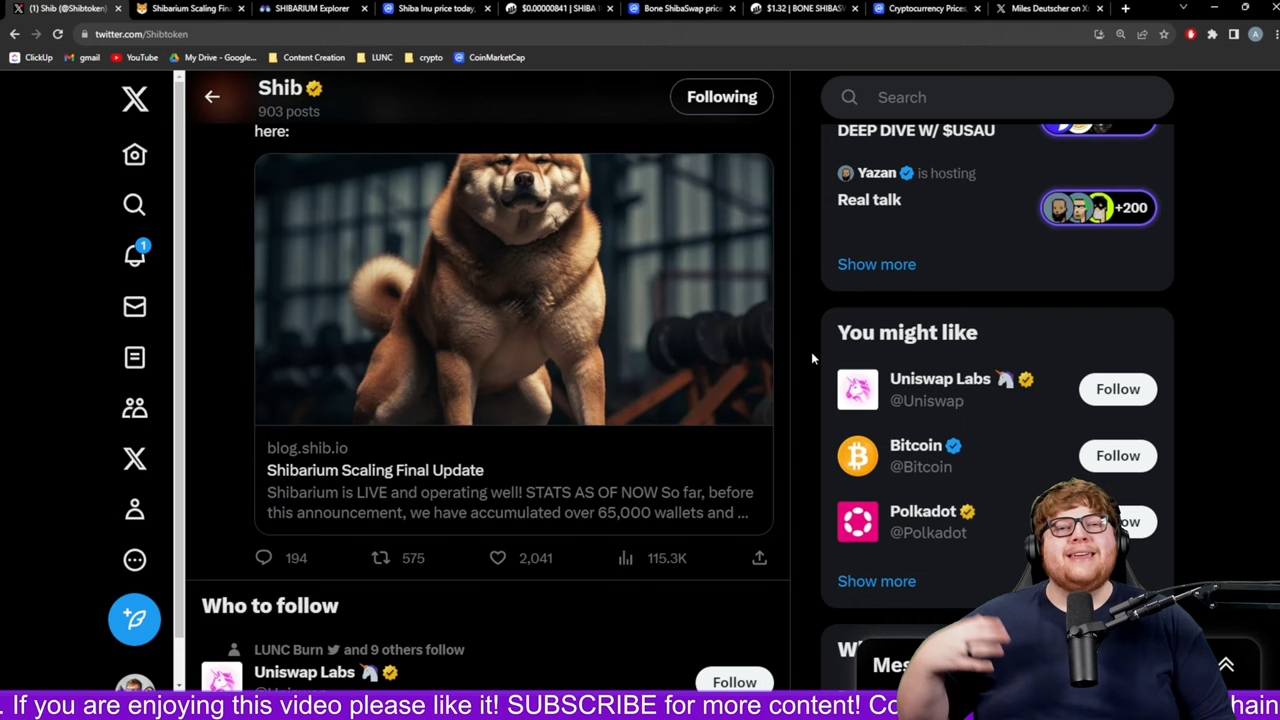 (1) Shib (@Shibtoken)
Shibarium Scaling Fin
SHIBARIUM Explorer
Shiba Inu price today,
$0.00000841 | SHIBA I
Bone ShibaSwap price
$1.32 | BONE SHIBASW
Cryptocurrency Prices,
Miles Deutscher on X:
twitter.com/Shibtoken
A
ClickUp
gmail
YouTube
My Drive - Google...
Content Creation
LUNC
crypto
CoinMarketCap
Shib
903 posts
Following
here:
blog.shib.io
Shibarium Scaling Final Update
Shibarium is LIVE and operating well! STATS AS OF NOW So far, before
this announcement, we have accumulated over 65,000 wallets and ...
194
575
2,041
115.3K
Who to follow
LUNC Burn and 9 others follow
Uniswap Labs
Follow
1
Search
DEEP DIVE W/ $USAU
Yazan is hosting
Real talk
+200
Show more
You might like
Uniswap Labs
@Uniswap
Follow
Bitcoin
@Bitcoin
Follow
Polkadot
@Polkadot
ow
Show more
W
Mes
. If you are enjoying this video please like it! SUBSCRIBE for more content! Co
hain